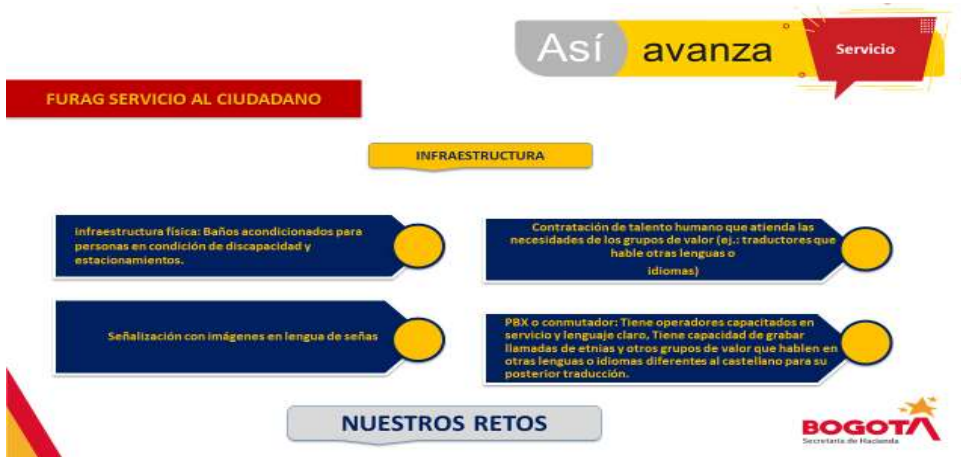 Así avanza
Servicio
FURAG SERVICIO AL CIUDADANO
INFRAESTRUCTURA
Infraestructura física: Baños acondicionados para
personas en condición de discapacidad y
estacionamientos.
Contratación de talento humano que atienda las
necesidades de los grupos de valor (ej.: traductores que
hable otras lenguas o
idiomas)
Señalización con imágenes en lengua de señas
PBX o conmutador: Tiene operadores capacitados en
servicio y lenguaje claro, Tiene capacidad de grabar
llamadas de etnias y otros grupos de valor que hablen en
otras lenguas o idiomas diferentes al castellano para su
posterior traducción.
NUESTROS RETOS
BOGOTÁ
Secretaría de Hacienda